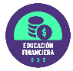 EDUCACIÓN
FINANCIERA
$ $ $